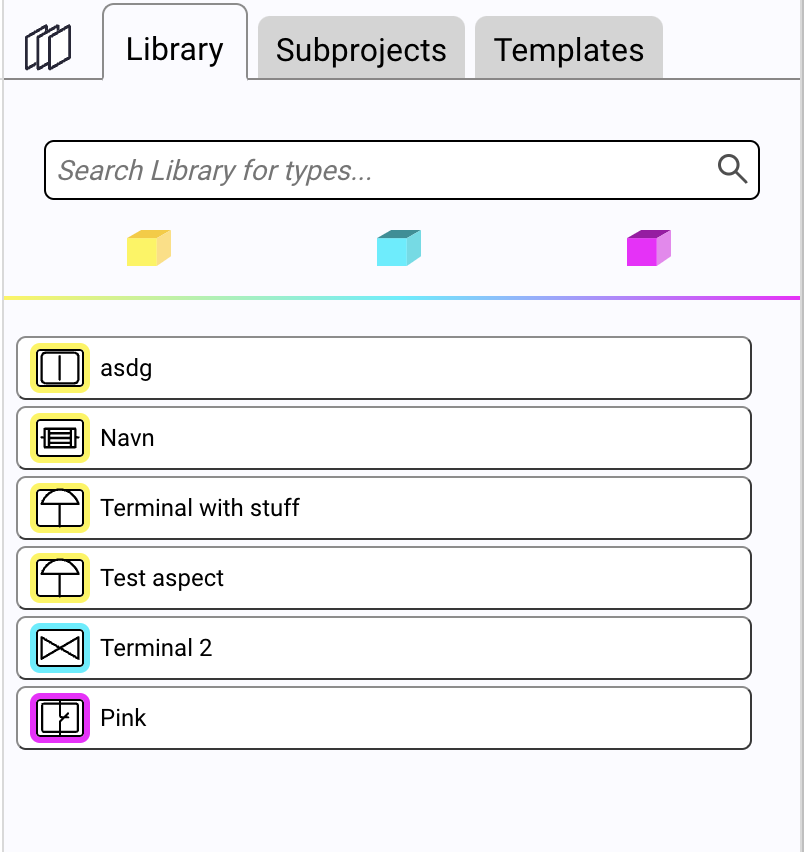 Library Subprojects Templates
Search Library for types...
asdg
Navn
Terminal with stuff
Test aspect
Terminal 2
Pink